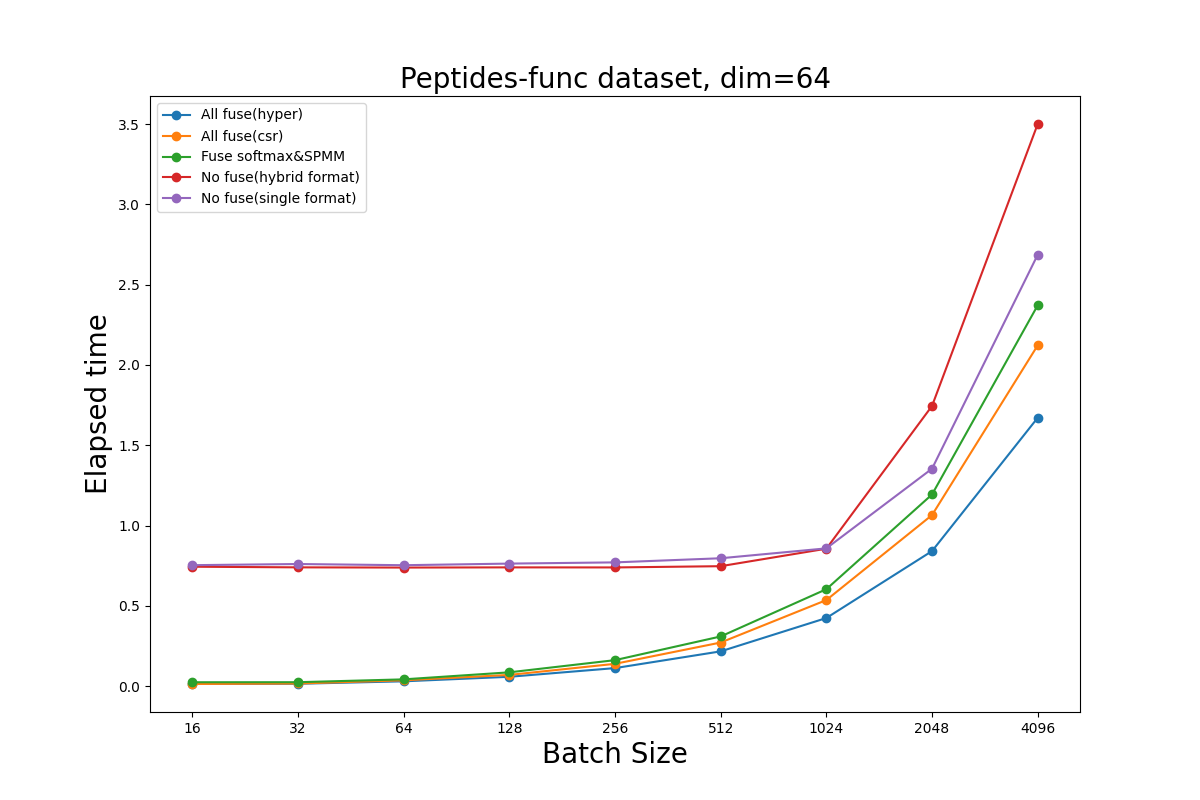 Peptides-func dataset, dim=64
All fuse(hyper)
All fuse(csr)
Fuse softmax&SPMM
No fuse(hybrid format)
No fuse(single format)
Elapsed time
3.5
3.0
2.5
2.0
1.5
1.0
0.5
0.0
16 32 64 128 256 512 1024 2048 4096
Batch Size